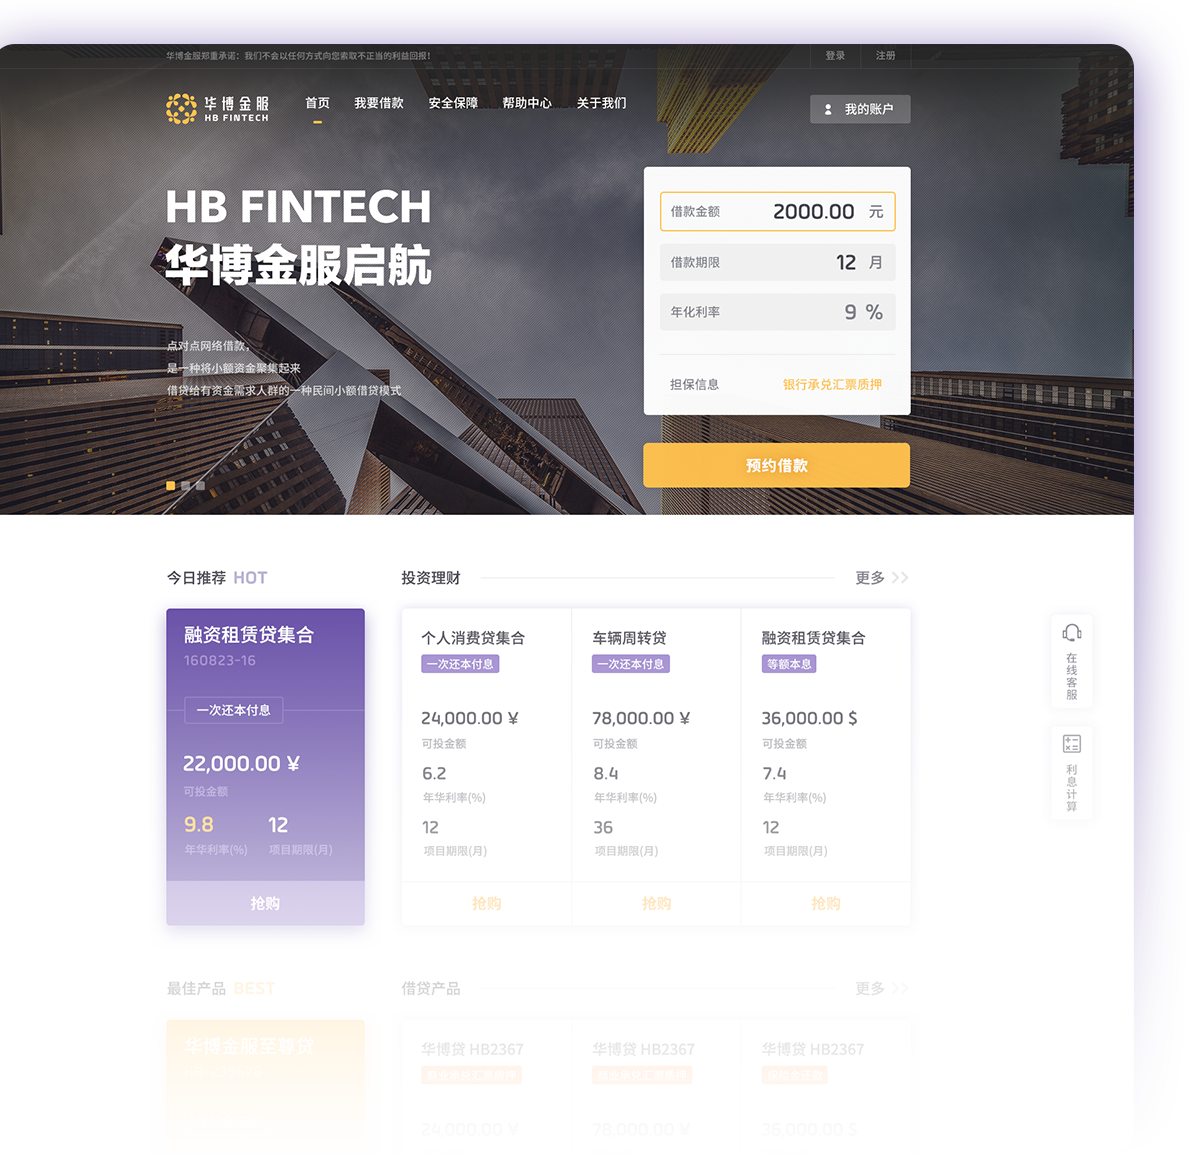 华博金服郑重承诺：我们不会以任何方式向您索取不正当的利益回报！
登录
注册
华博金服
HB FINTECH
首页
我要借款
安全保障
帮助中心
关于我们
我的账户
HB FINTECH
华博金服启航
点对点网络借款，
是一种将小额资金聚集起来
借贷给有资金需求人群的一种民间小额借贷模式
借款金额 2000.00 元
借款期限 12 月
年化利率 9 %
担保信息 银行承兑汇票质押
预约借款
今日推荐 HOT
融资租赁贷集合
160823-16
一次还本付息
22,000.00 ¥
可投金额
9.8 12
年华利率(%) 项目期限(月)
抢购
投资理财
更多
个人消费贷集合
一次还本付息
24,000.00 ¥
可投金额
6.2
年华利率(%)
12
项目期限(月)
抢购
车辆周转贷
一次还本付息
78,000.00 ¥
可投金额
8.4
年华利率(%)
36
项目期限(月)
抢购
融资租赁贷集合
等额本息
36,000.00 $
可投金额
7.4
年华利率(%)
12
项目期限(月)
抢购
在线客服
利息计算
最佳产品 BEST
华博金服至尊贷
借贷产品
更多
华博贷 HB2367
24,000.00 ¥
华博贷 HB2367
78,000.00 ¥
华博贷 HB2367
36,000.00 $